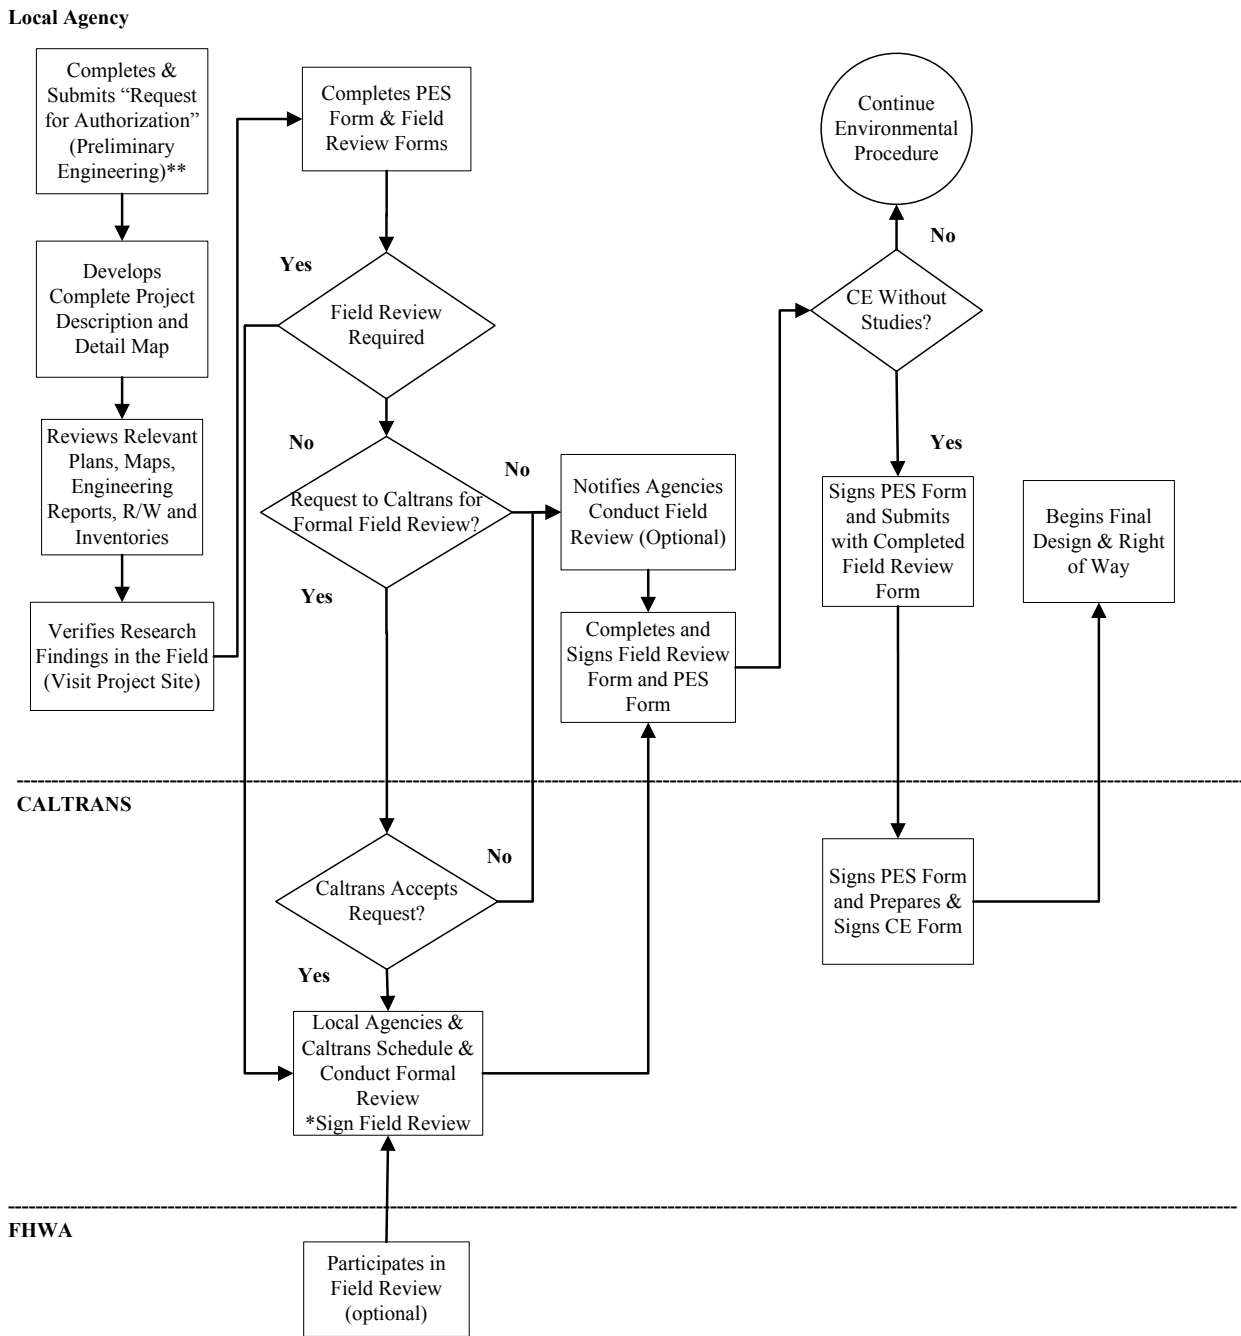 Local Agency
Completes &
Submits “Request
for Authorization”
(Preliminary
Engineering)**
Develops
Complete Project
Description and
Detail Map
Reviews Relevant
Plans, Maps,
Engineering
Reports, R/W and
Inventories
Verifies Research
Findings in the Field
(Visit Project Site)
Completes PES
Form & Field
Review Forms
Yes
Field Review
Required
No
Request to Caltrans for
Formal Field Review?
No
Yes
Notifies Agencies
Conduct Field
Review (Optional)
Completes and
Signs Field Review
Form and PES
Form
Continue
Environmental
Procedure
No
CE Without
Studies?
Yes
Signs PES Form
and Submits
with Completed
Field Review
Form
Begins Final
Design & Right
of Way
CALTRANS
Caltrans Accepts
Request?
No
Yes
Local Agencies &
Caltrans Schedule &
Conduct Formal
Review
*Sign Field Review
Signs PES Form
and Prepares &
Signs CE Form
FHWA
Participates in
Field Review
(optional)